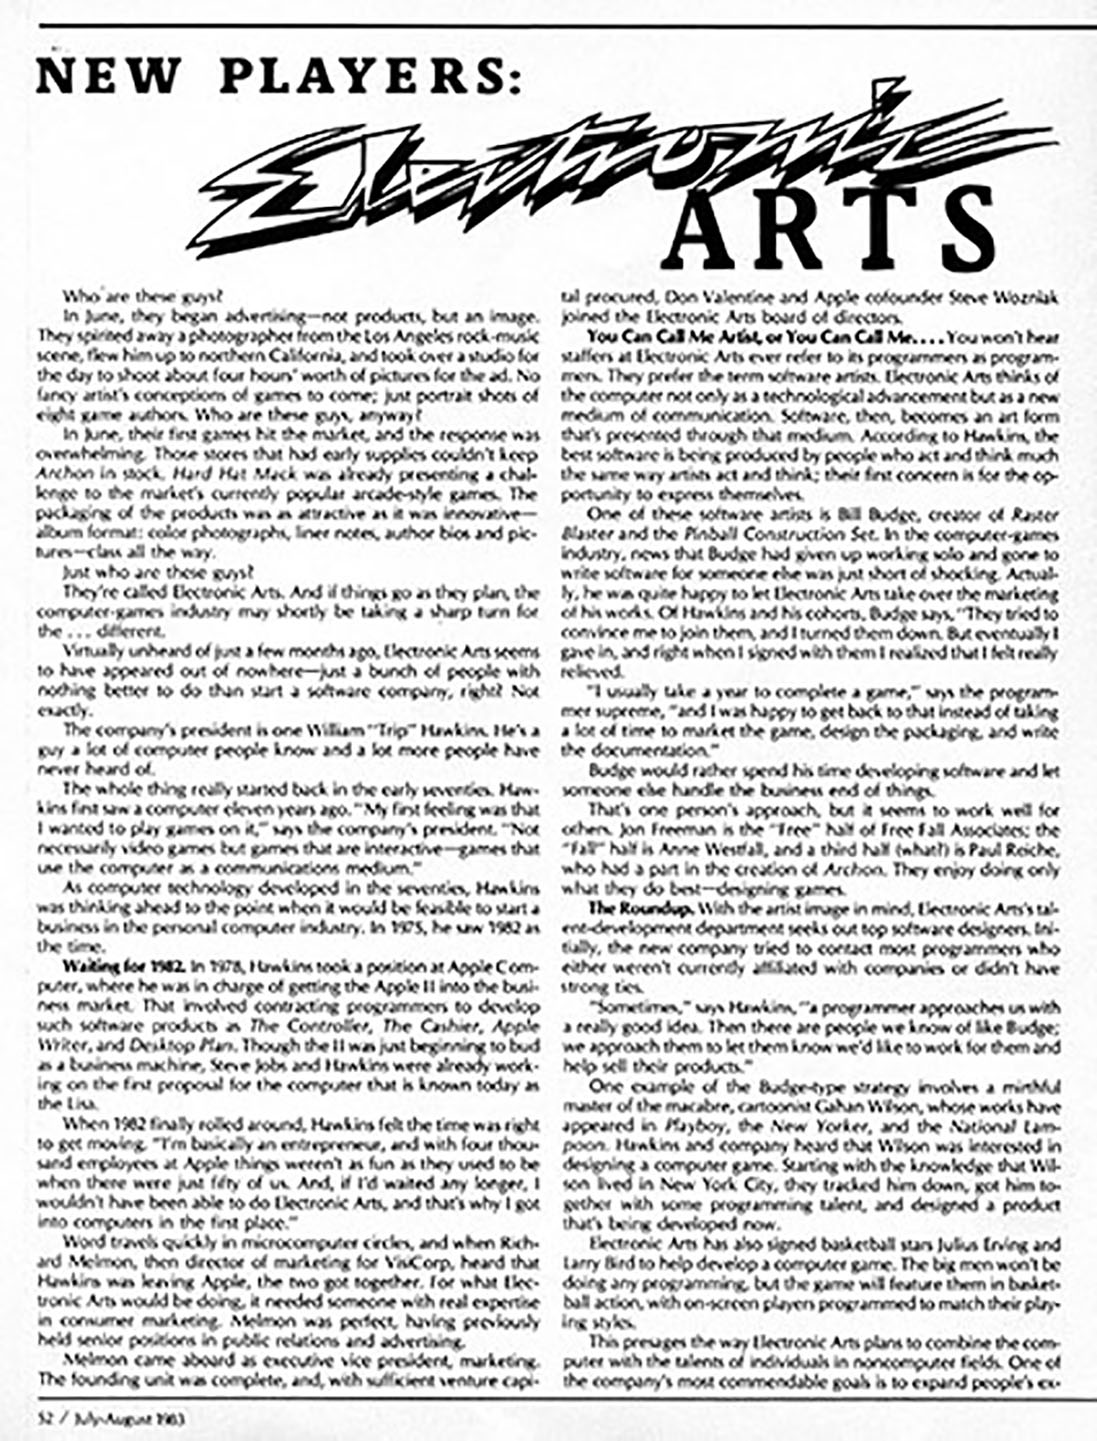 NEW PLAYERS:
Electronic
ARTS
Who are these guys?
In June, they began advertising—not products, but an image.
They spirited away a photographer from the Los Angeles rock-music
scene, flew him up to northern California, and took over a studio for
the day to shoot about four hours' worth of pictures for the ad. No
fancy artist's conceptions of games to come; just portrait shots of
eight game authors. Who are these guys, anyway?
In June, their first games hit the market, and the response was
overwhelming. Those stores that had early supplies couldn't keep
Archon in stock. Hard Hat Mack was already presenting a chal-
lenge to the market's currently popular arcade-style games. The
packaging of the products was as attractive as it was innovative—
album format: color photographs, liner notes, author bios and pic-
tures—class all the way.
Just who are these guys?
They're called Electronic Arts. And if things go as they plan, the
computer-games industry may shortly be taking a sharp turn for
the . . . different.
Virtually unheard of just a few months ago, Electronic Arts seems
to have appeared out of nowhere—just a bunch of people with
nothing better to do than start a software company, right? Not
exactly.
The company's president is one William "Trip" Hawkins. He's a
guy a lot of computer people know and a lot more people have
never heard of.
The whole thing really started back in the early seventies. Haw-
kins first saw a computer eleven years ago. "My first feeling was that
I wanted to play games on it," says the company's president. "Not
necessarily video games but games that are interactive—games that
use the computer as a communications medium."
As computer technology developed in the seventies, Hawkins
was thinking ahead to the point when it would be feasible to start a
business in the personal computer industry. In 1975, he saw 1982 as
the time.
Waiting for 1982. In 1978, Hawkins took a position at Apple Com-
puter, where he was in charge of getting the Apple II into the busi-
ness market. That involved contracting programmers to develop
such software products as The Controller, The Cashier, Apple
Writer, and Desktop Plan. Though the II was just beginning to bud
as a business machine, Steve Jobs and Hawkins were already work-
ing on the first proposal for the computer that is known today as
the Lisa.
When 1982 finally rolled around, Hawkins felt the time was right
to get moving. "I'm basically an entrepreneur, and with four thou-
sand employees at Apple things weren't as fun as they used to be
when there were just fifty of us. And, if I'd waited any longer, I
wouldn't have been able to do Electronic Arts, and that's why I got
into computers in the first place."
Word travels quickly in microcomputer circles, and when Rich-
ard Melmon, then director of marketing for VisiCorp, heard that
Hawkins was leaving Apple, the two got together. For what Elec-
tronic Arts would be doing, it needed someone with real expertise
in consumer marketing. Melmon was perfect, having previously
held senior positions in public relations and advertising.
Melmon came aboard as executive vice president, marketing.
The founding unit was complete, and, with sufficient venture capi-
tal procured, Don Valentine and Apple cofounder Steve Wozniak
joined the Electronic Arts board of directors.
You Can Call Me Artist, or You Can Call Me. . . . You won't hear
staffers at Electronic Arts ever refer to its programmers as program-
mers. They prefer the term software artists. Electronic Arts thinks of
the computer not only as a technological advancement but as a new
medium of communication. Software, then, becomes an art form
that's presented through that medium. According to Hawkins, the
best software is being produced by people who act and think much
the same way artists act and think; their first concern is for the op-
portunity to express themselves.
One of these software artists is Bill Budge, creator of Raster
Blaster and the Pinball Construction Set. In the computer-games
industry, news that Budge had given up working solo and gone to
write software for someone else was just short of shocking. Actual-
ly, he was quite happy to let Electronic Arts take over the marketing
of his works. Of Hawkins and his cohorts, Budge says, "They tried to
convince me to join them, and I turned them down. But eventually I
gave in, and right when I signed with them I realized that I felt really
relieved.
"I usually take a year to complete a game," says the program-
mer supreme, "and I was happy to get back to that instead of taking
a lot of time to market the game, design the packaging, and write
the documentation."
Budge would rather spend his time developing software and let
someone else handle the business end of things.
That's one person's approach, but it seems to work well for
others. Jon Freeman is the "Free" half of Free Fall Associates; the
"Fall" half is Anne Westfall, and a third half (what?) is Paul Reiche,
who had a part in the creation of Archon. They enjoy doing only
what they do best—designing games.
The Roundup. With the artist image in mind, Electronic Arts's tal-
ent-development department seeks out top software designers. Ini-
tially, the new company tried to contact most programmers who
either weren't currently affiliated with companies or didn't have
strong ties.
"Sometimes," says Hawkins, "a programmer approaches us with
a really good idea. Then there are people we know of like Budge;
we approach them to let them know we'd like to work for them and
help sell their products."
One example of the Budge-type strategy involves a mirthful
master of the macabre, cartoonist Gahan Wilson, whose works have
appeared in Playboy, the New Yorker, and the National Lam-
poon. Hawkins and company heard that Wilson was interested in
designing a computer game. Starting with the knowledge that Wil-
son lived in New York City, they tracked him down, got him to-
gether with some programming talent, and designed a product
that's being developed now.
Electronic Arts has also signed basketball stars Julius Erving and
Larry Bird to help develop a computer game. The big men won't be
doing any programming, but the game will feature them in basket-
ball action, with on-screen players programmed to match their play-
ing styles.
This presages the way Electronic Arts plans to combine the com-
puter with the talents of individuals in noncomputer fields. One of
the company's most commendable goals is to expand people's ex-
52 / July-August 1983